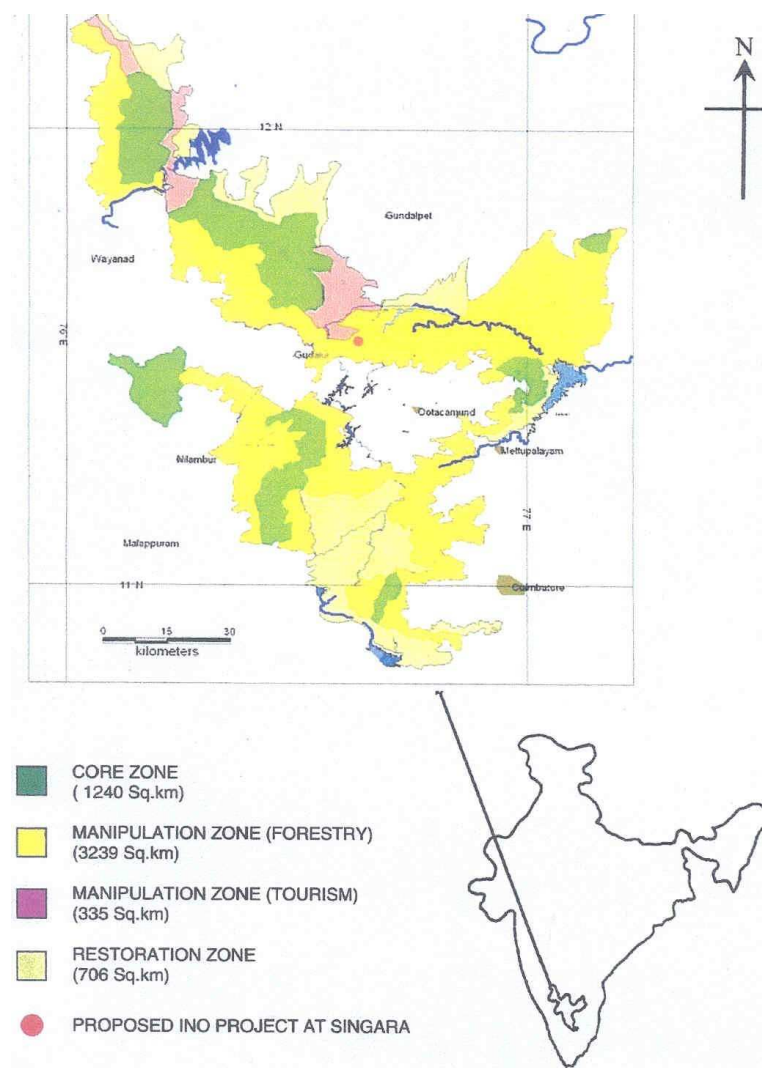 N
12 N
Gundalpet
Wayanad
76 E
Ootacamund
Nilambur
Mettupalayam
77 E
Malappuram
11 N
Coimbatore
0 15 30
kilometers
CORE ZONE
( 1240 Sq.km)
MANIPULATION ZONE (FORESTRY)
(3239 Sq.km)
MANIPULATION ZONE (TOURISM)
(335 Sq.km)
RESTORATION ZONE
(706 Sq.km)
PROPOSED INO PROJECT AT SINGARA